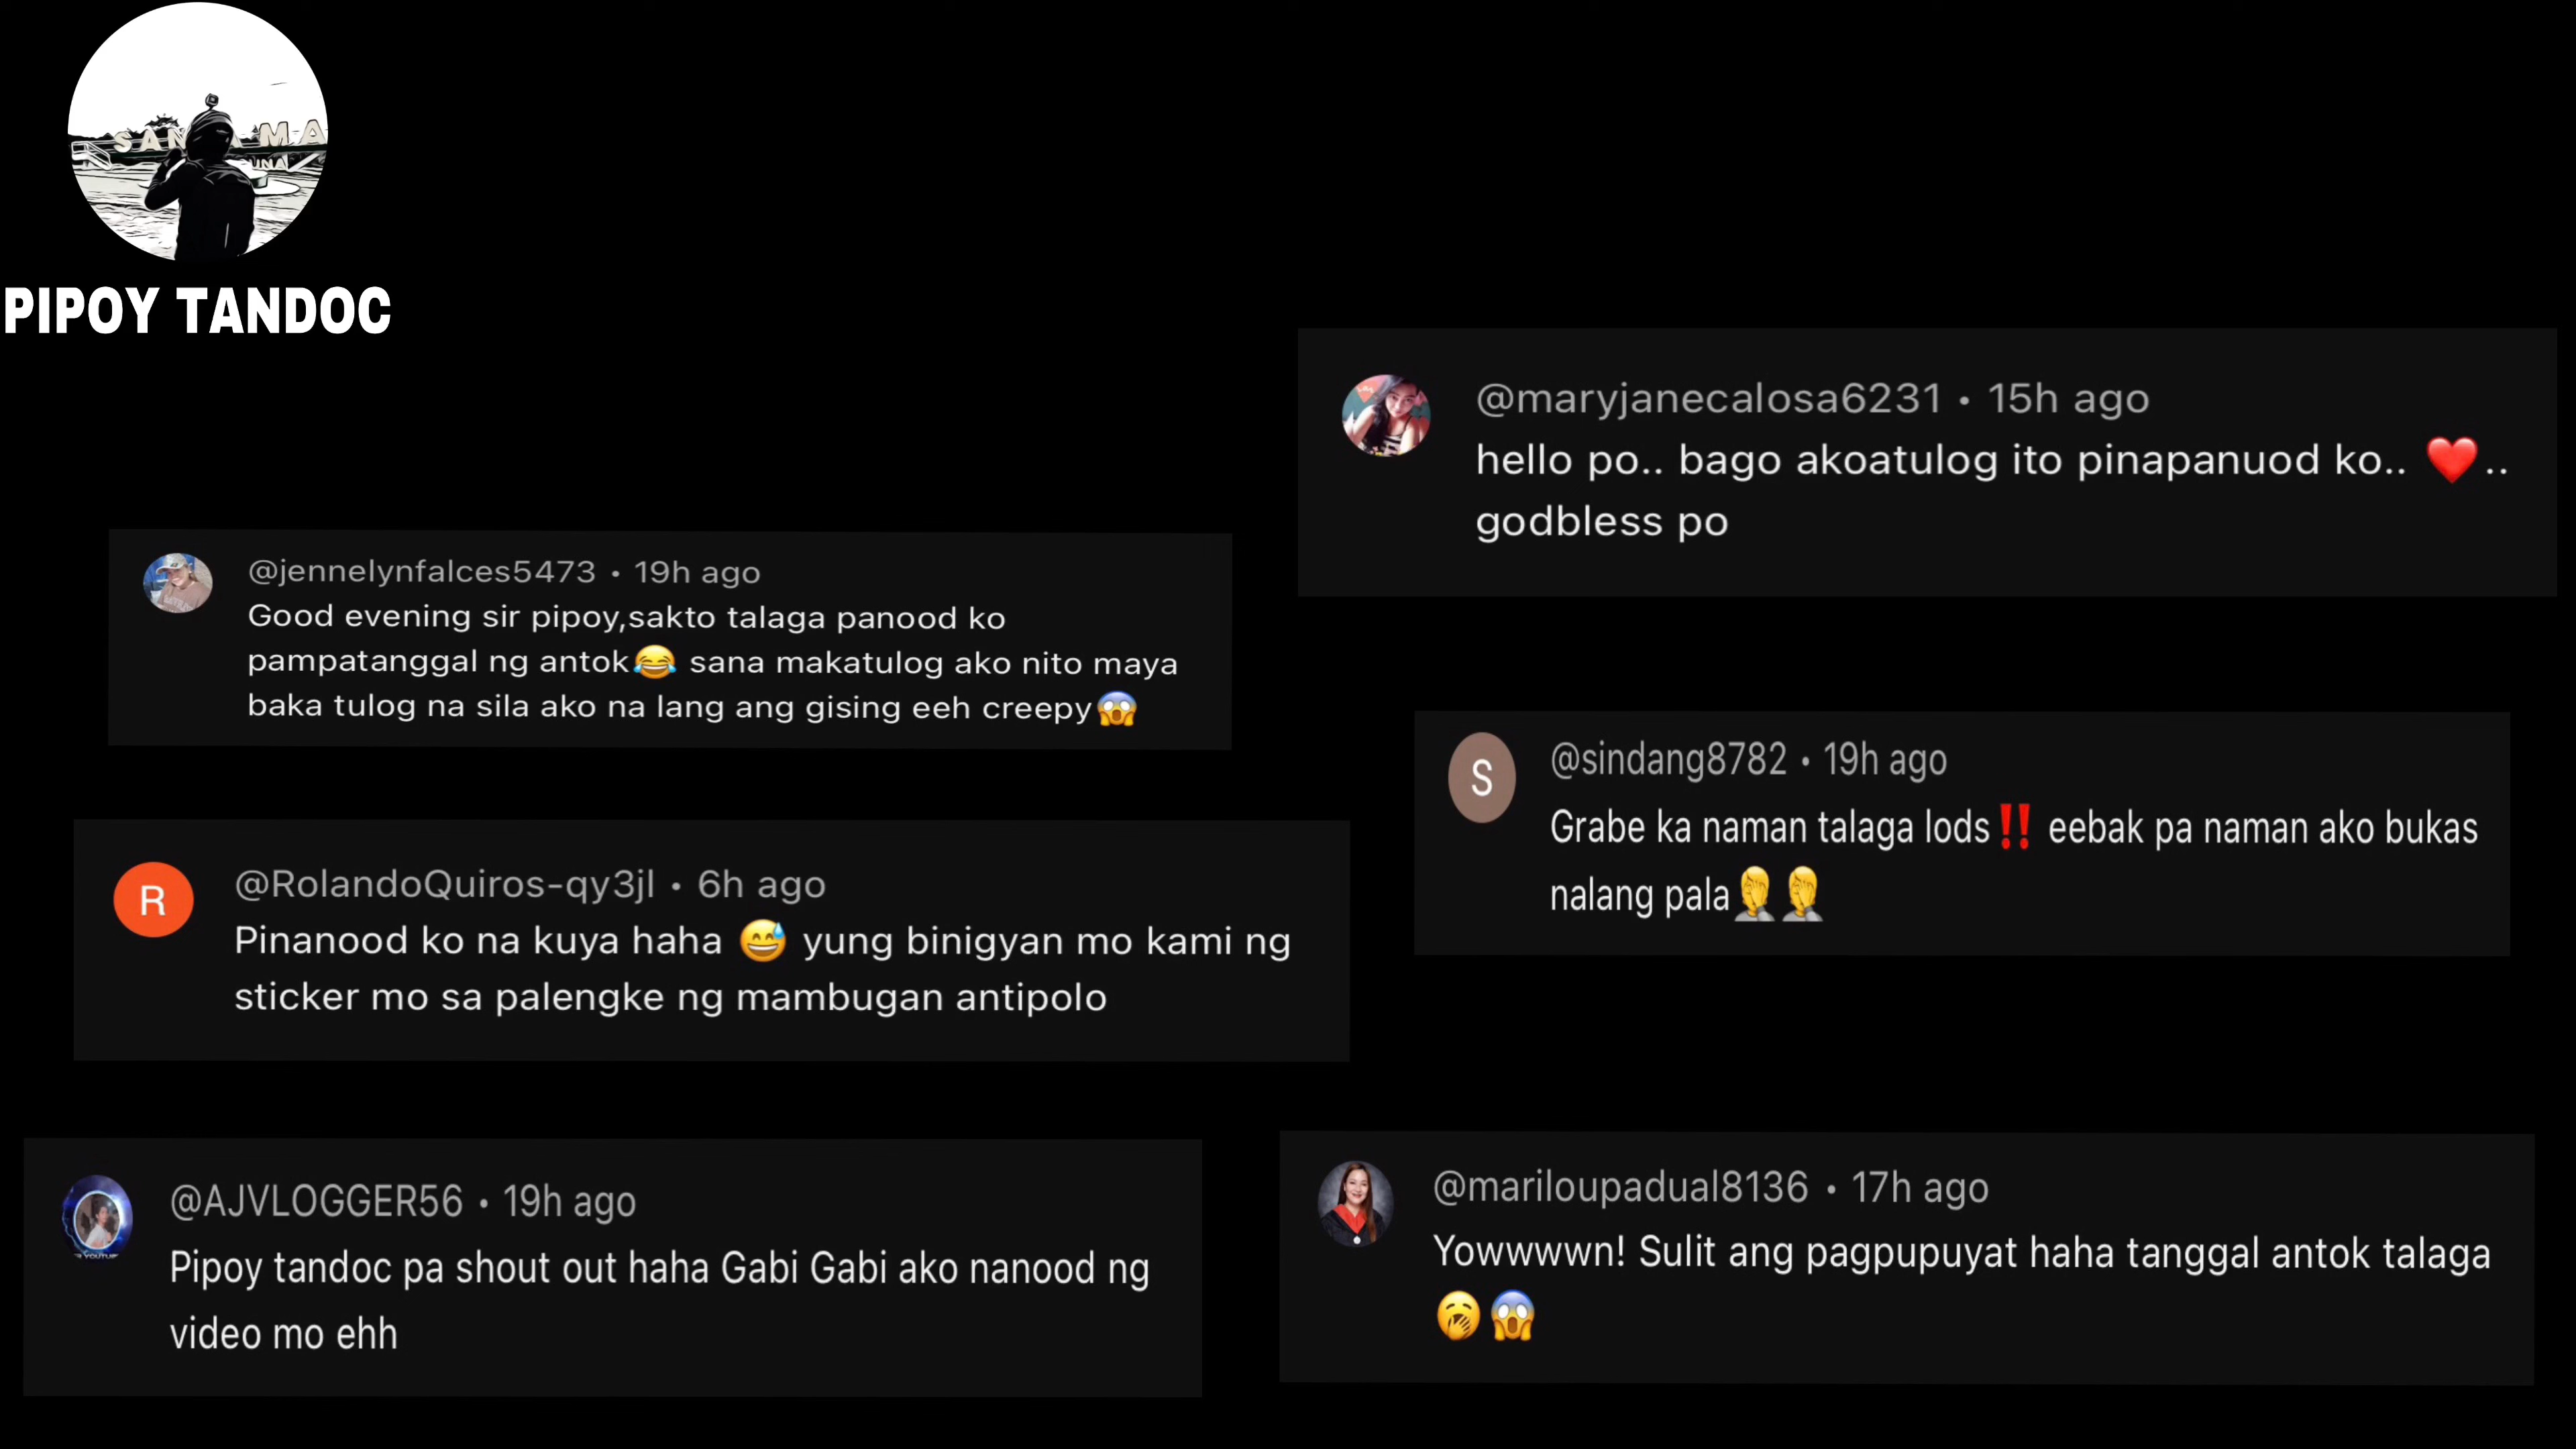 SAN MA
UNA
PIPOY TANDOC
@maryjanecalosa6231 • 15h ago
hello po.. bago akoatulog ito pinapanuod ko.. ❤️..
godbless po
@jennelynfalces5473 • 19h ago
Good evening sir pipoy,sakto talaga panood ko
pampatanggal ng antok😂 sana makatulog ako nito maya
baka tulog na sila ako na lang ang gising eeh creepy😱
@sindang8782 • 19h ago
S
Grabe ka naman talaga lods‼️ eebak pa naman ako bukas
nalang pala🤦🤦
@RolandoQuiros-qy3jl • 6h ago
R
Pinanood ko na kuya haha 😅 yung binigyan mo kami ng
sticker mo sa palengke ng mambugan antipolo
@AJVLOGGER56 • 19h ago
Pipoy tandoc pa shout out haha Gabi Gabi ako nanood ng
video mo ehh
@mariloupadual8136 • 17h ago
Yowwwwn! Sulit ang pagpupuyat haha tanggal antok talaga
🥱😱